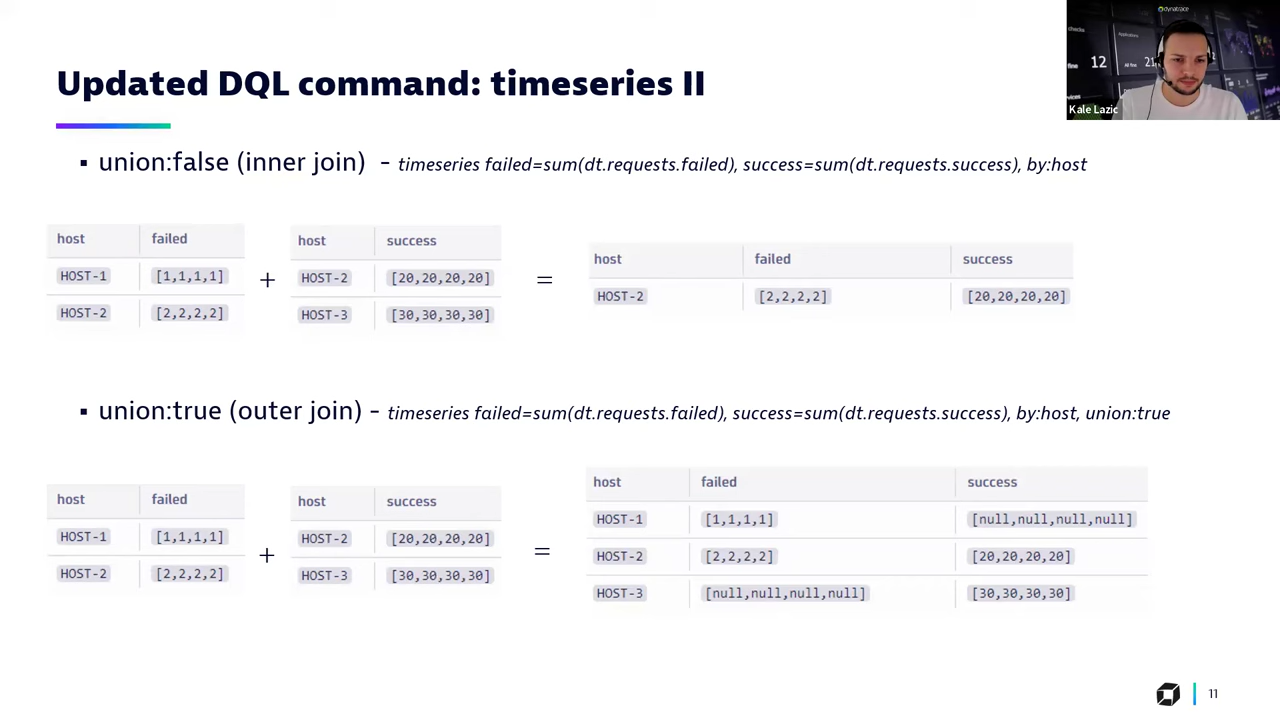 dynatrace
12
Kale Lazic
Updated DQL command: timeseries II
▪ union:false (inner join) - timeseries failed=sum(dt.requests.failed), success=sum(dt.requests.success), by:host
host failed
HOST-1 [1,1,1,1]
HOST-2 [2,2,2,2]
+
host success
HOST-2 [20,20,20,20]
HOST-3 [30,30,30,30]
=
host failed success
HOST-2 [2,2,2,2] [20,20,20,20]
▪ union:true (outer join) - timeseries failed=sum(dt.requests.failed), success=sum(dt.requests.success), by:host, union:true
host failed
HOST-1 [1,1,1,1]
HOST-2 [2,2,2,2]
+
host success
HOST-2 [20,20,20,20]
HOST-3 [30,30,30,30]
=
host failed success
HOST-1 [1,1,1,1] [null,null,null,null]
HOST-2 [2,2,2,2] [20,20,20,20]
HOST-3 [null,null,null,null] [30,30,30,30]
11